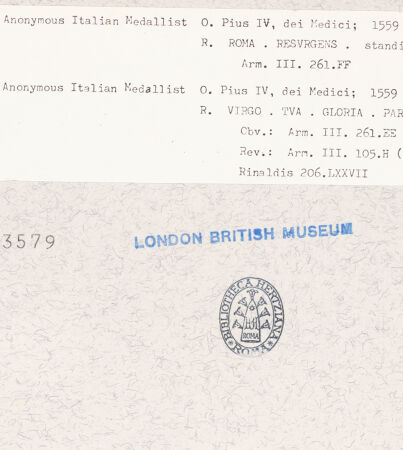 Anonymous Italian Medallist O. Pius IV, dei Medici; 1559
R. ROMA . RESVRGENS . standi
Arm. III. 261.FF
Anonymous Italian Medallist O. Pius IV, dei Medici; 1559
R. VIRGO . TVA . GLORIA . PAR
Obv.: Arm. III. 261.EE
Rev.: Arm. III. 105.H (
Rinaldis 206.LXXVII
3579
LONDON BRITISH MUSEUM
BIBLIOTHECA HERTZIANA
ROMA
ROMA